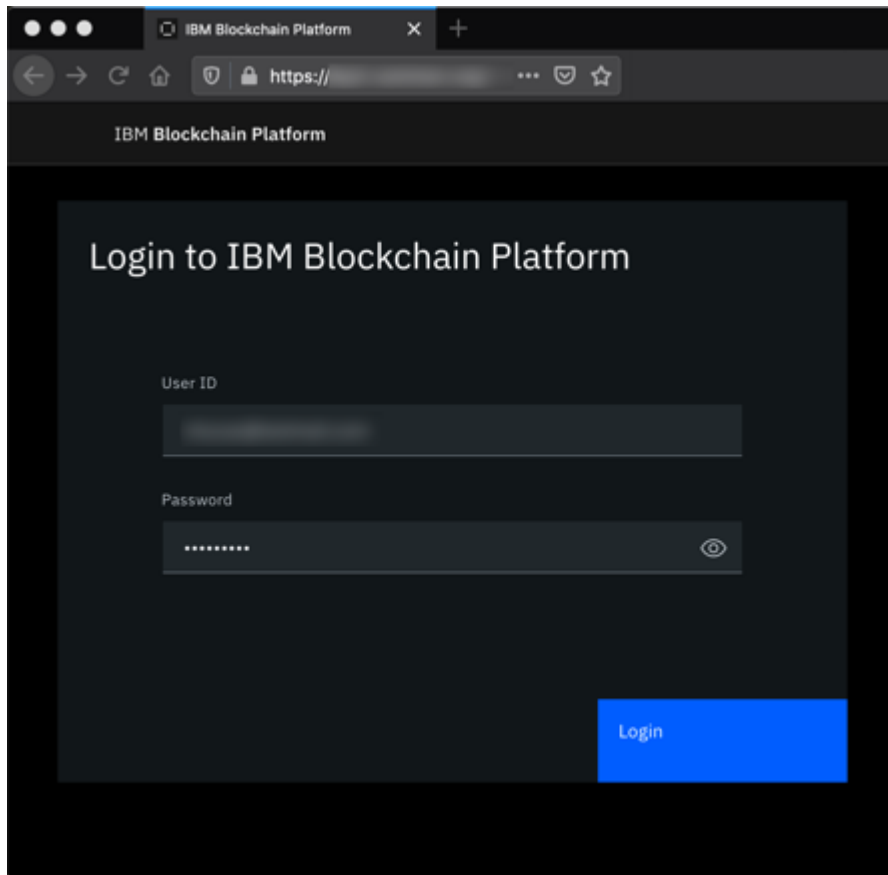 IBM Blockchain Platform
https://
IBM Blockchain Platform
Login to IBM Blockchain Platform
User ID
Password
•••••••••
Login